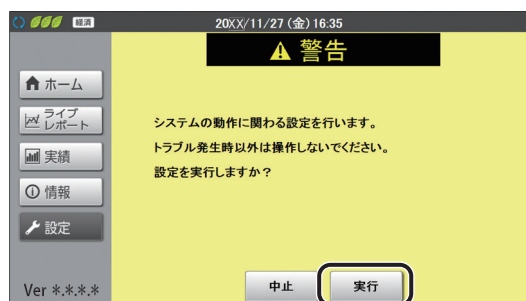 経済
20XX/11/27 (金) 16:35
警告
ホーム
ライブ
レポート
実績
情報
設定
システムの動作に関わる設定を行います。
トラブル発生時以外は操作しないでください。
設定を実行しますか？
中止
実行
Ver *.*.*.*